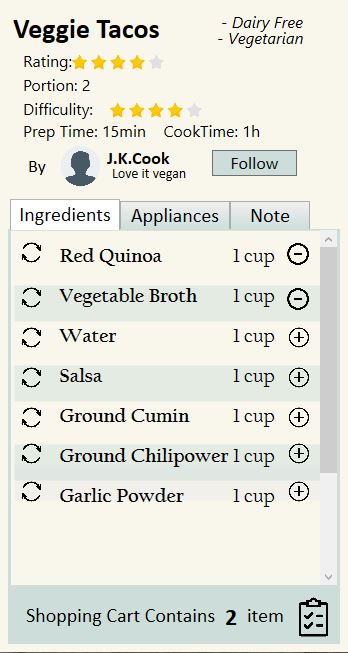 Veggie Tacos
- Dairy Free
- Vegetarian
Rating:
Portion: 2
Difficulity:
Prep Time: 15min CookTime: 1h
By J.K.Cook Follow
Love it vegan
Ingredients Appliances Note
Red Quinoa 1 cup
Vegetable Broth 1 cup
Water 1 cup
Salsa 1 cup
Ground Cumin 1 cup
Ground Chilipower 1 cup
Garlic Powder 1 cup
Shopping Cart Contains 2 item